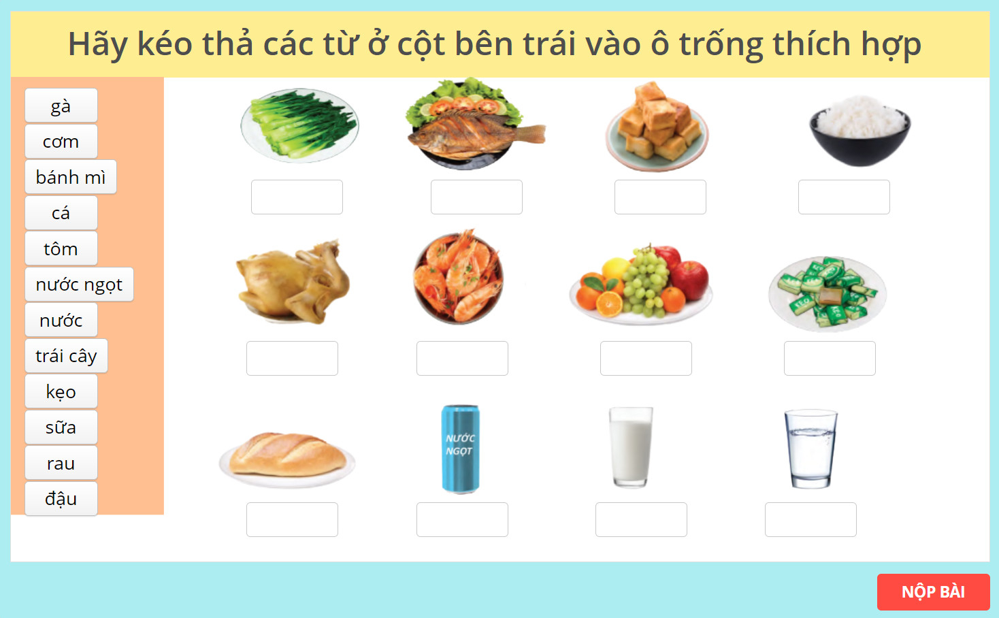 Hãy kéo thả các từ ở cột bên trái vào ô trống thích hợp
gà
cơm
bánh mì
cá
tôm
nước ngọt
nước
trái cây
kẹo
sữa
rau
đậu
KẸO
NƯỚC
NGỌT
NỘP BÀI